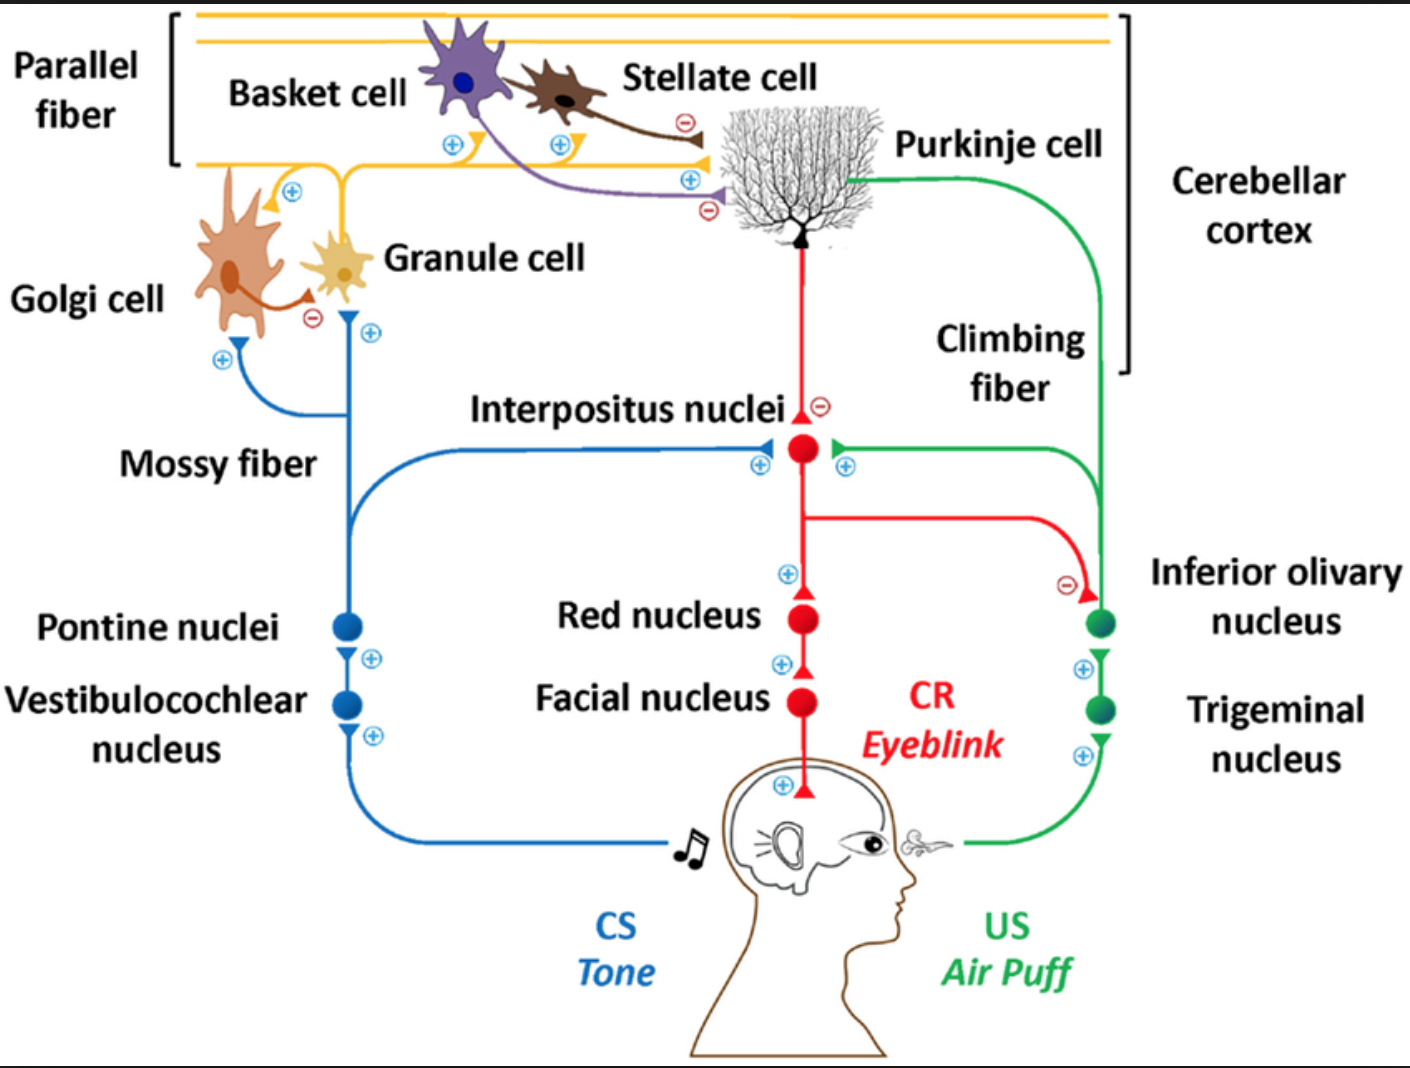 Parallel
fiber
Basket cell
Stellate cell
Purkinje cell
Cerebellar
cortex
Granule cell
Golgi cell
Climbing
fiber
Interpositus nuclei
Mossy fiber
Inferior olivary
nucleus
Red nucleus
Pontine nuclei
Vestibulocochlear
nucleus
Facial nucleus
CR
Eyeblink
Trigeminal
nucleus
CS
Tone
US
Air Puff